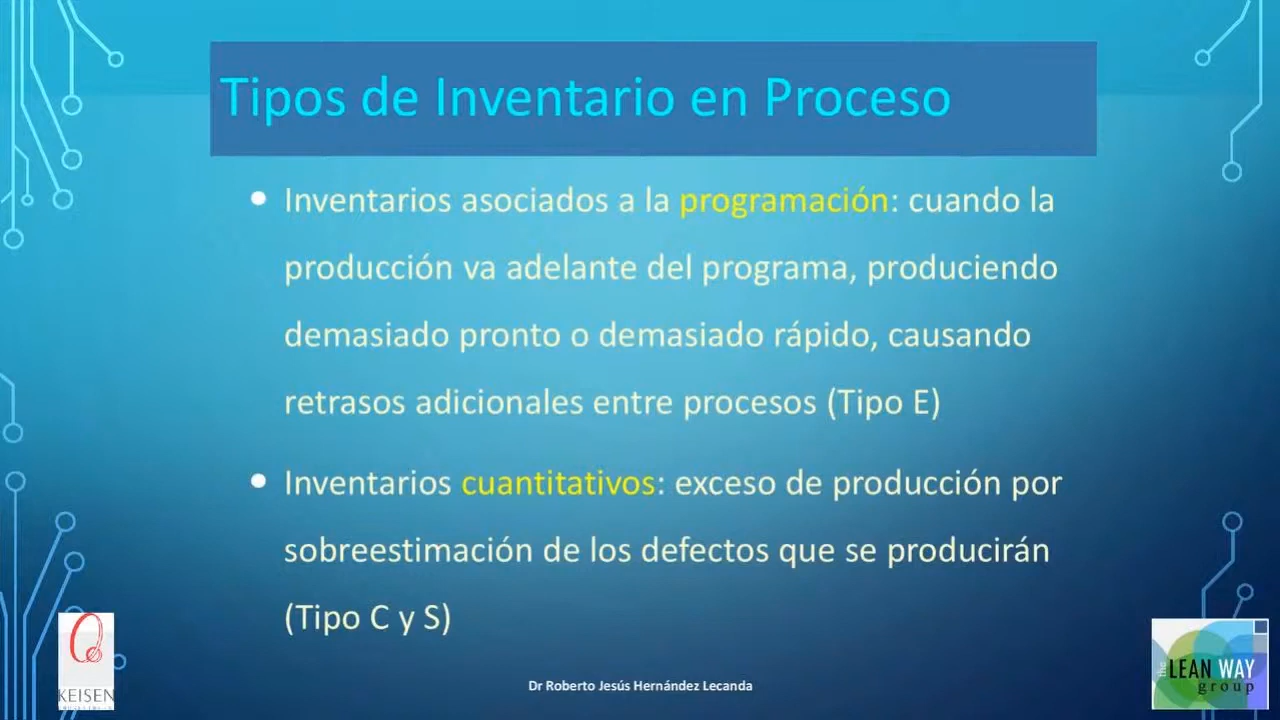 Tipos de Inventario en Proceso
• Inventarios asociados a la programación: cuando la
producción va adelante del programa, produciendo
demasiado pronto o demasiado rápido, causando
retrasos adicionales entre procesos (Tipo E)
• Inventarios cuantitativos: exceso de producción por
sobreestimación de los defectos que se producirán
(Tipo C y S)
Dr Roberto Jesús Hernández Lecanda
KEISEN
the LEAN WAY
group